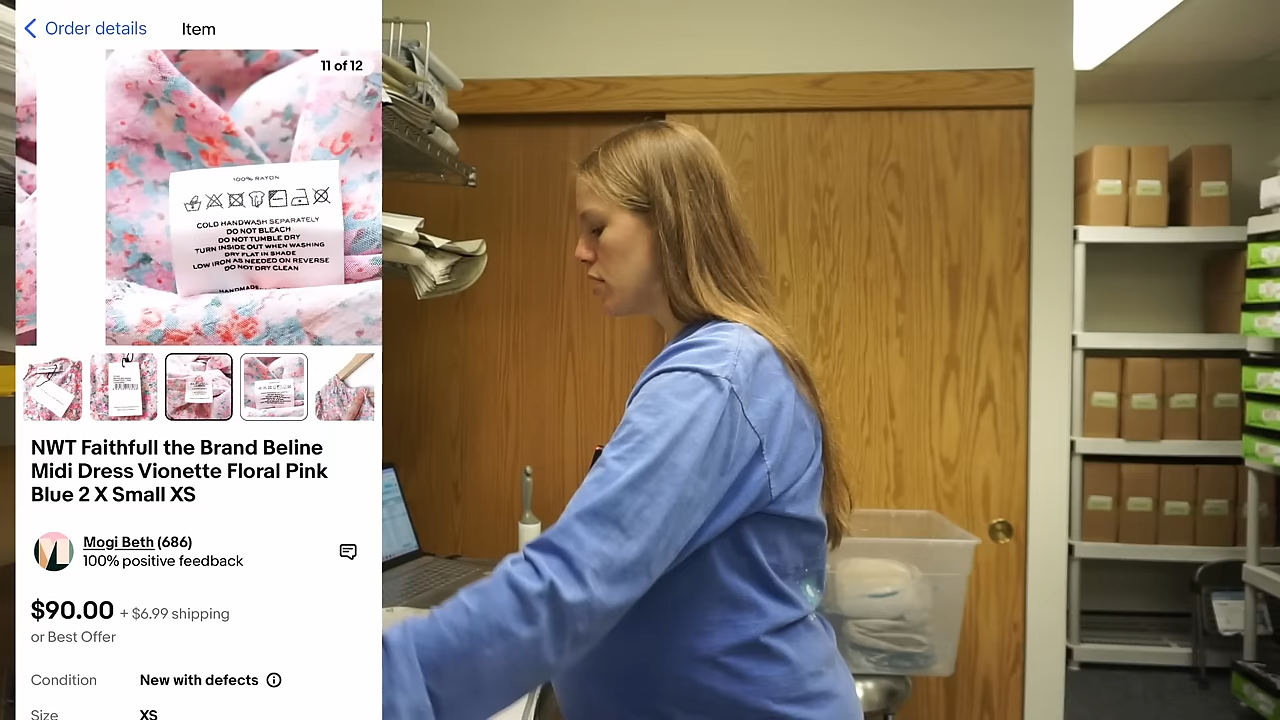 Order details
Item
11 of 12
100% RAYON
COLD HANDWASH SEPARATELY
DO NOT BLEACH
DO NOT TUMBLE DRY
TURN INSIDE OUT WHEN WASHING
DRY FLAT IN SHADE
LOW IRON AS NEEDED ON REVERSE
DO NOT DRY CLEAN
HANDMADE
NWT Faithfull the Brand Beline
Midi Dress Vionette Floral Pink
Blue 2 X Small XS
Mogi Beth (686)
100% positive feedback
$90.00 + $6.99 shipping
or Best Offer
Condition New with defects
Size XS